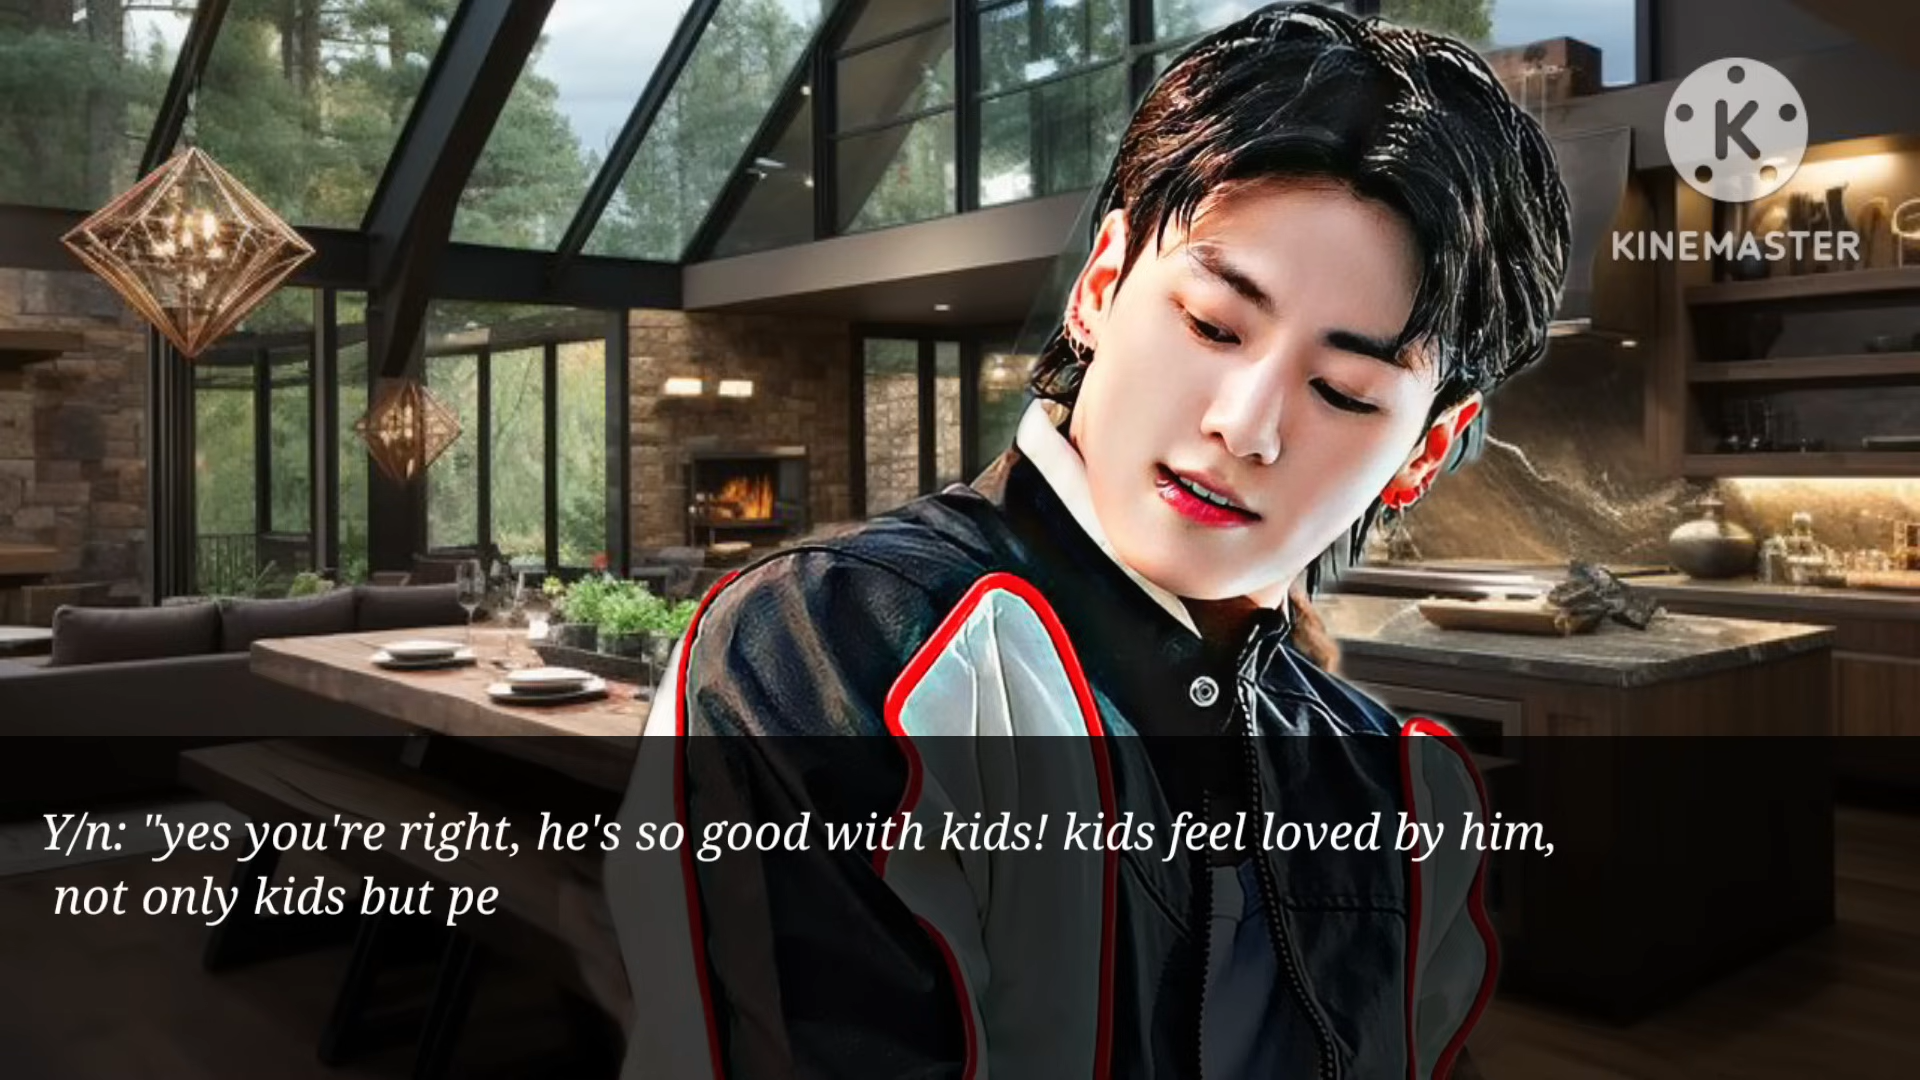 K
KINEMASTER
Y/n: "yes you're right, he's so good with kids! kids feel loved by him,
not only kids but pe